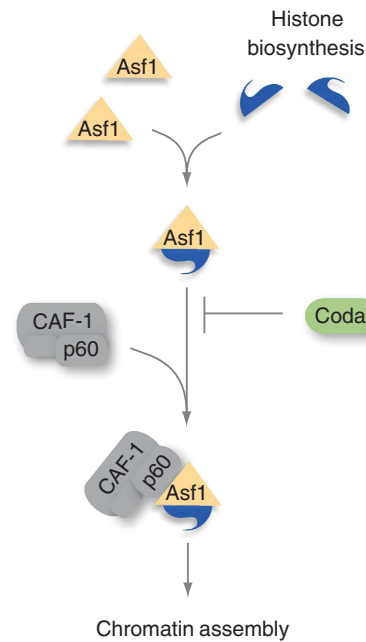 Histone
biosynthesis
Asf1
Asf1
Asf1
CAF-1
p60
Coda
CAF-1
p60
Asf1
Chromatin assembly